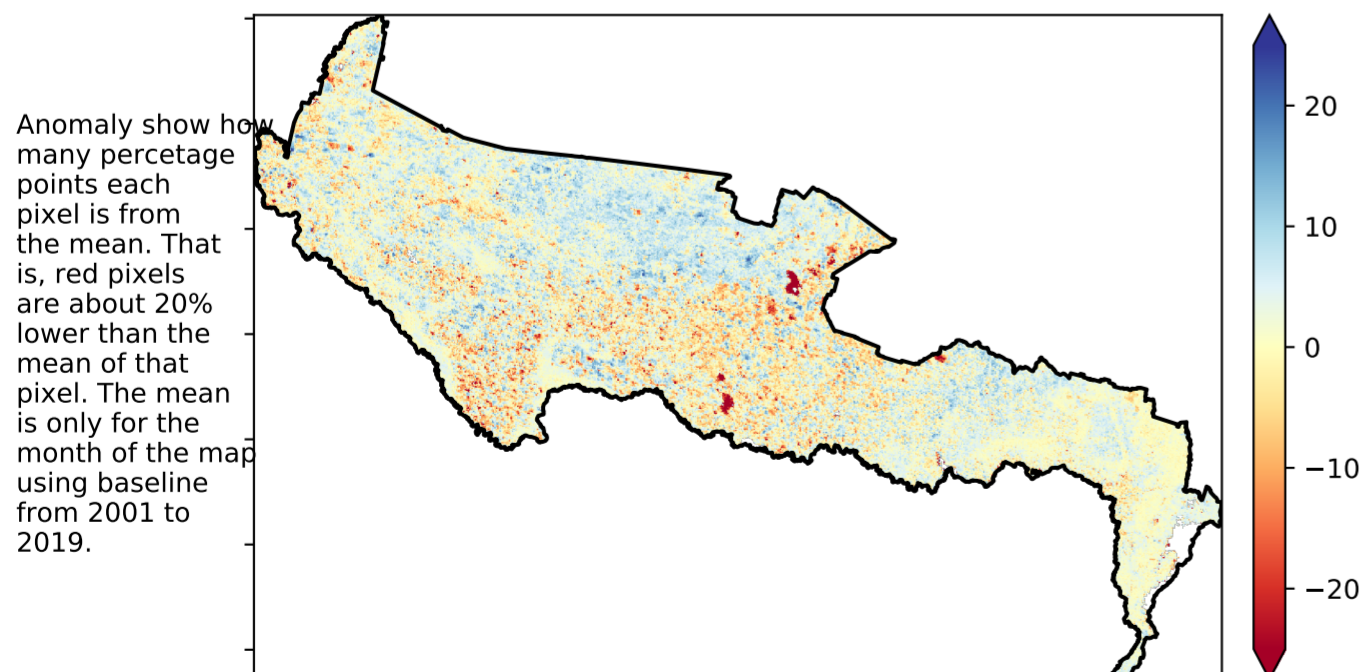 Anomaly show how
many percetage
points each
pixel is from
the mean. That
is, red pixels
are about 20%
lower than the
mean of that
pixel. The mean
is only for the
month of the map
using baseline
from 2001 to
2019.
20
10
0
−10
−20